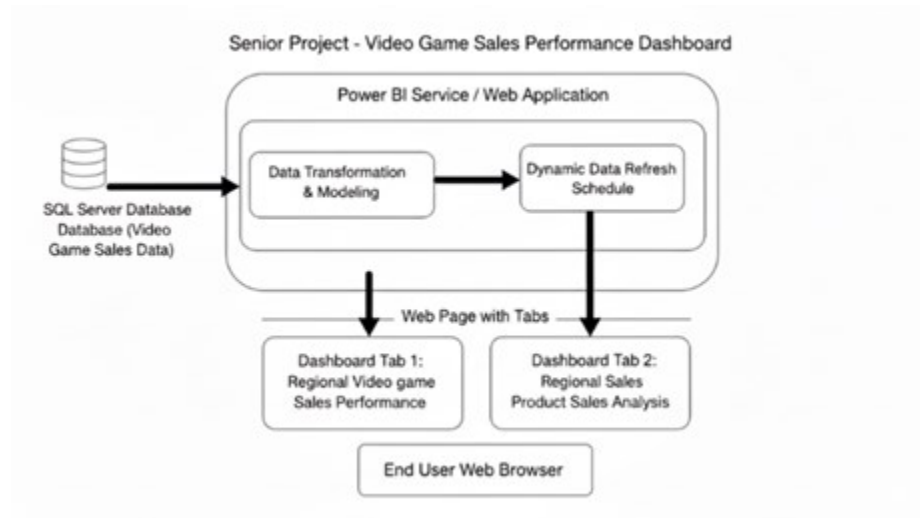 Senior Project - Video Game Sales Performance Dashboard
Power BI Service / Web Application
Data Transformation
& Modeling
Dynamic Data Refresh
Schedule
SQL Server Database
Database (Video
Game Sales Data)
Web Page with Tabs
Dashboard Tab 1:
Regional Video game
Sales Performance
Dashboard Tab 2:
Regional Sales
Product Sales Analysis
End User Web Browser